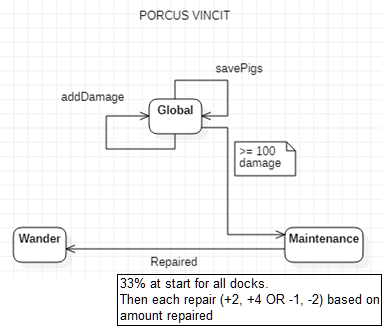 PORCUS VINCIT
savePigs
addDamage
Global
>= 100
damage
Wander
Maintenance
Repaired
33% at start for all docks.
Then each repair (+2, +4 OR -1, -2) based on
amount repaired